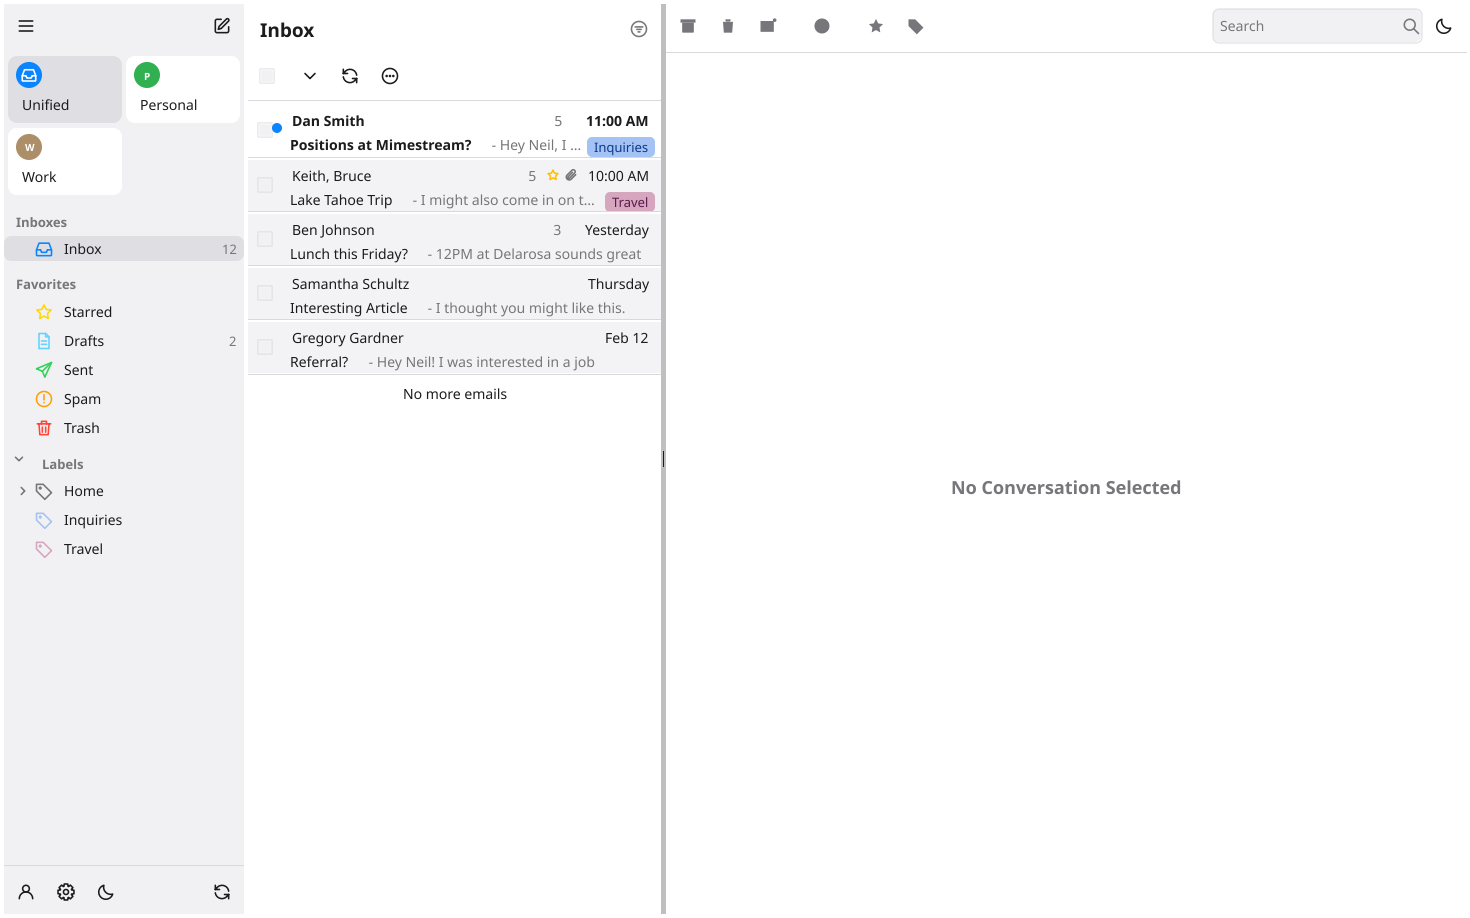 Unified
P
Personal
W
Work
Inboxes
Inbox 12
Favorites
Starred
Drafts 2
Sent
Spam
Trash
Labels
Home
Inquiries
Travel
Inbox
Dan Smith 5 11:00 AM
Positions at Mimestream? - Hey Neil, I ... Inquiries
Keith, Bruce 5 10:00 AM
Lake Tahoe Trip - I might also come in on t... Travel
Ben Johnson 3 Yesterday
Lunch this Friday? - 12PM at Delarosa sounds great
Samantha Schultz Thursday
Interesting Article - I thought you might like this.
Gregory Gardner Feb 12
Referral? - Hey Neil! I was interested in a job
No more emails
Search
No Conversation Selected